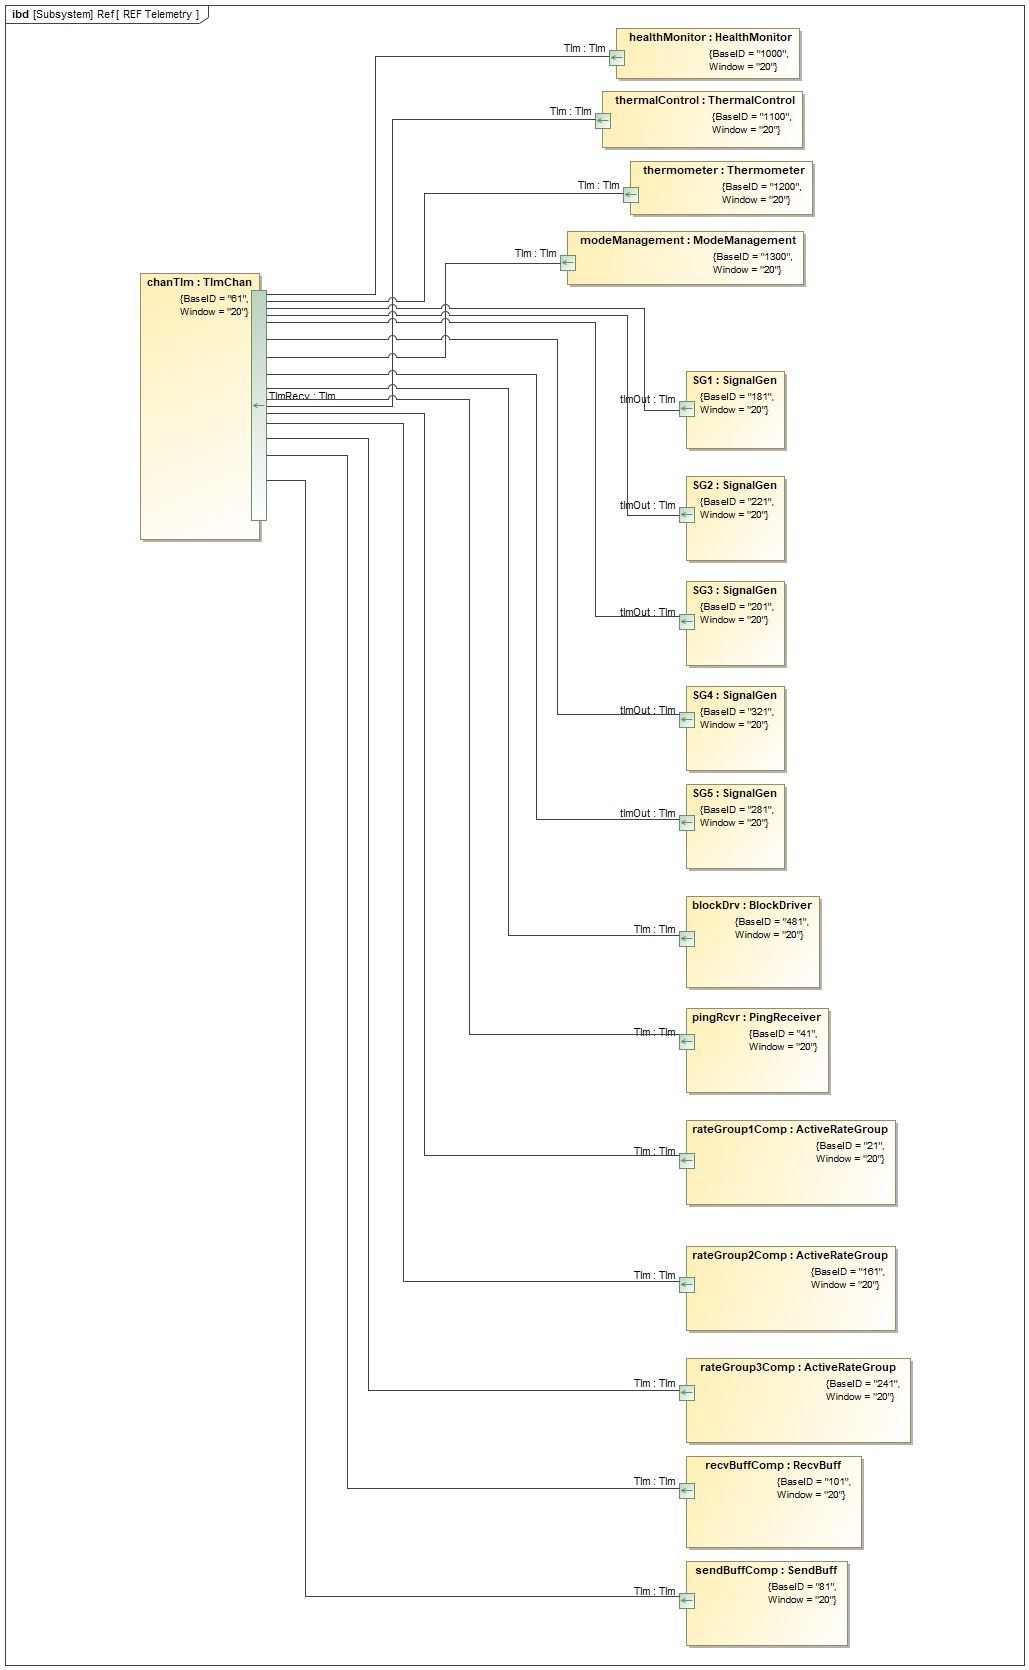 ibd [Subsystem] Ref [ REF Telemetry ]
healthMonitor : HealthMonitor
Tlm : Tlm
{BaseID = "1000",
Window = "20"}
thermalControl : ThermalControl
Tlm : Tlm
{BaseID = "1100",
Window = "20"}
thermometer : Thermometer
Tlm : Tlm
{BaseID = "1200",
Window = "20"}
modeManagement : ModeManagement
Tlm : Tlm
{BaseID = "1300",
Window = "20"}
chanTlm : TlmChan
{BaseID = "61",
Window = "20"}
TlmRecv : Tlm
SG1 : SignalGen
tlmOut : Tlm
{BaseID = "181",
Window = "20"}
SG2 : SignalGen
tlmOut : Tlm
{BaseID = "221",
Window = "20"}
SG3 : SignalGen
{BaseID = "201",
tlmOut : Tlm
Window = "20"}
SG4 : SignalGen
tlmOut : Tlm
{BaseID = "321",
Window = "20"}
SG5 : SignalGen
tlmOut : Tlm
{BaseID = "281",
Window = "20"}
blockDrv : BlockDriver
{BaseID = "481",
Tlm : Tlm
Window = "20"}
pingRcvr : PingReceiver
Tlm : Tlm
{BaseID = "41",
Window = "20"}
rateGroup1Comp : ActiveRateGroup
{BaseID = "21",
Tlm : Tlm
Window = "20"}
rateGroup2Comp : ActiveRateGroup
{BaseID = "161",
Tlm : Tlm
Window = "20"}
rateGroup3Comp : ActiveRateGroup
Tlm : Tlm
{BaseID = "241",
Window = "20"}
recvBuffComp : RecvBuff
Tlm : Tlm
{BaseID = "101",
Window = "20"}
sendBuffComp : SendBuff
{BaseID = "81",
Tlm : Tlm
Window = "20"}